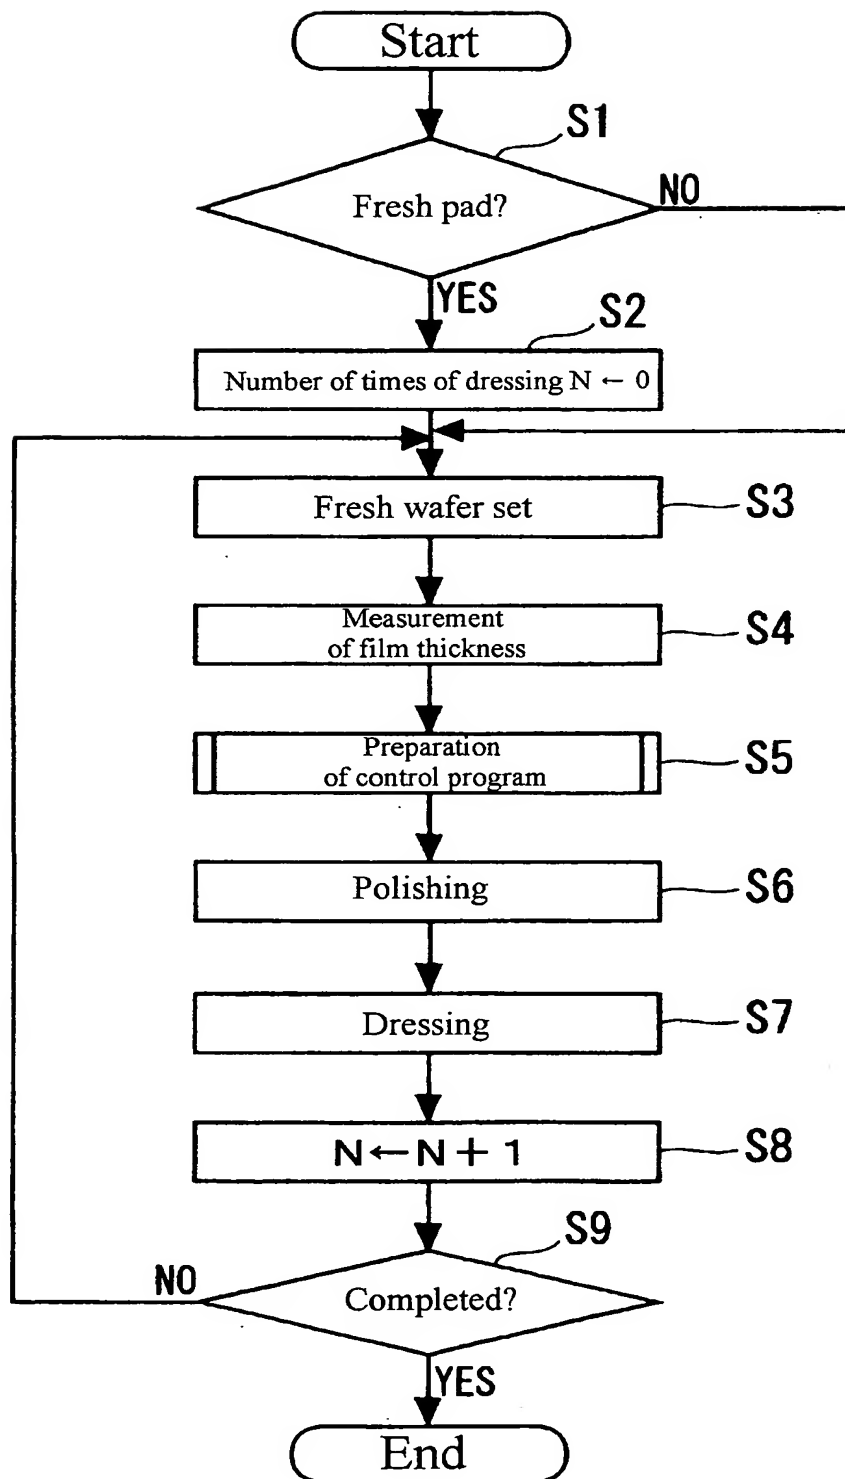 Start
S1
Fresh pad?
NO
YES
S2
Number of times of dressing N ← 0
Fresh wafer set
S3
Measurement
of film thickness
S4
Preparation
of control program
S5
Polishing
S6
Dressing
S7
N←N + 1
S8
S9
NO
Completed?
YES
End